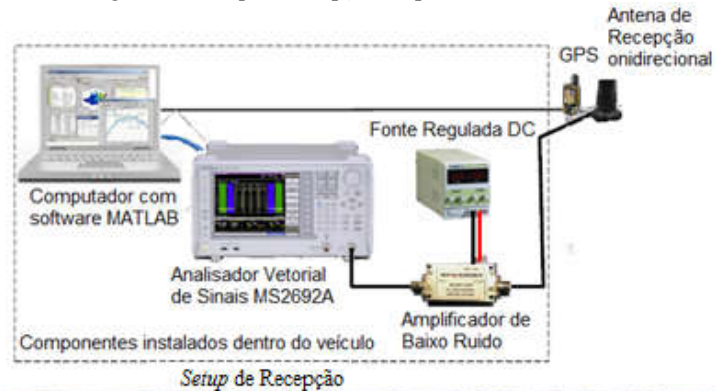 Antena de
Recepção
onidirecional
GPS
Fonte Regulada DC
Computador com
software MATLAB
Analisador Vetorial
de Sinais MS2692A
Amplificador de
Baixo Ruido
Componentes instalados dentro do veículo
Setup de Recepção